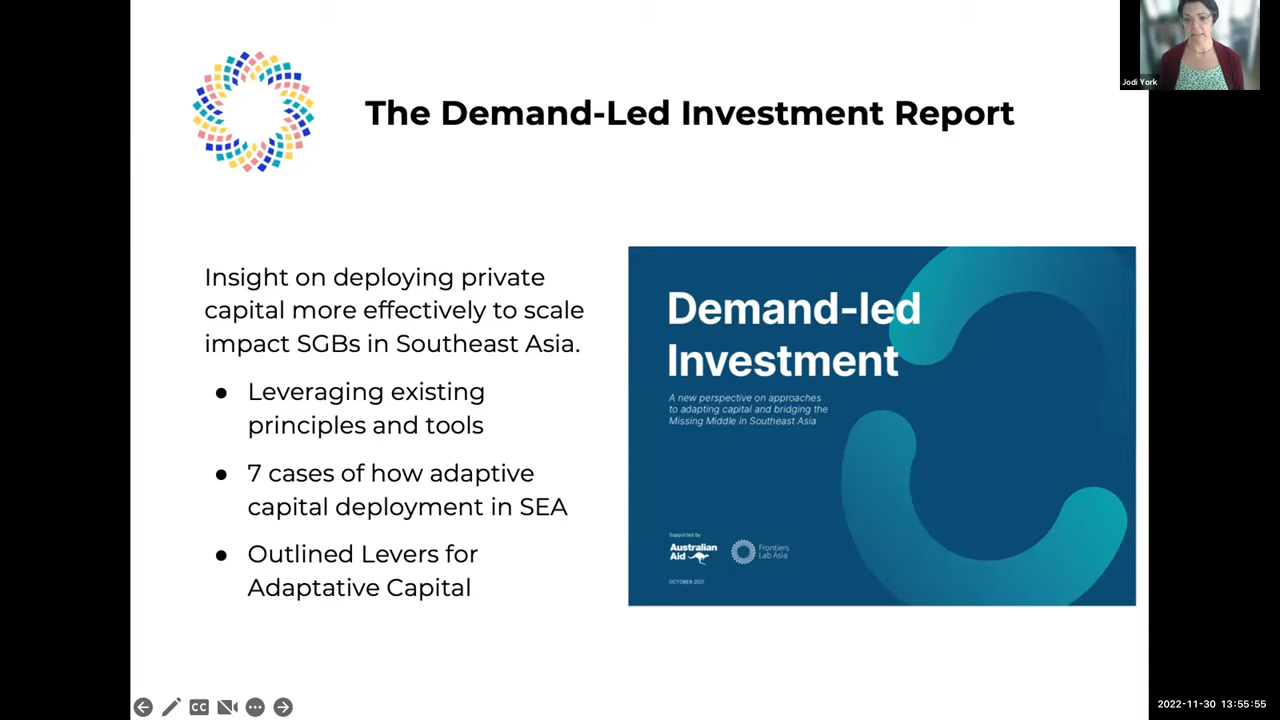 Jodi York
The Demand-Led Investment Report
Insight on deploying private
capital more effectively to scale
impact SGBs in Southeast Asia.
● Leveraging existing
principles and tools
● 7 cases of how adaptive
capital deployment in SEA
● Outlined Levers for
Adaptative Capital
Demand-led
Investment
A new perspective on approaches
to adapting capital and bridging the
Missing Middle in Southeast Asia
Supported by
Australian
Aid
Frontiers
Lab Asia
OCTOBER 2021
CC
2022-11-30 13:55:55